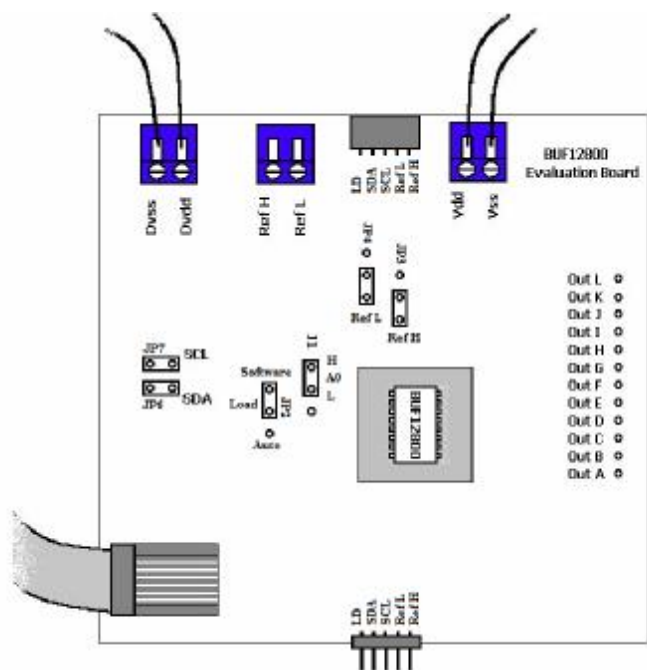 BUF12800
Evaluation Board
Dvss
Dvdd
Ref H
Ref L
LD
SDA
SCL
Ref L
Ref H
Vdd
Vss
JP4
JP3
Ref L
Ref H
Out L
Out K
Out J
Out I
Out H
Out G
Out F
Out E
Out D
Out C
Out B
Out A
JP7
SCL
JP6
SDA
J1
H
A0
L
Software
Load
JP2
Auto
BUF12800
LD
SDA
SCL
Ref L
Ref H